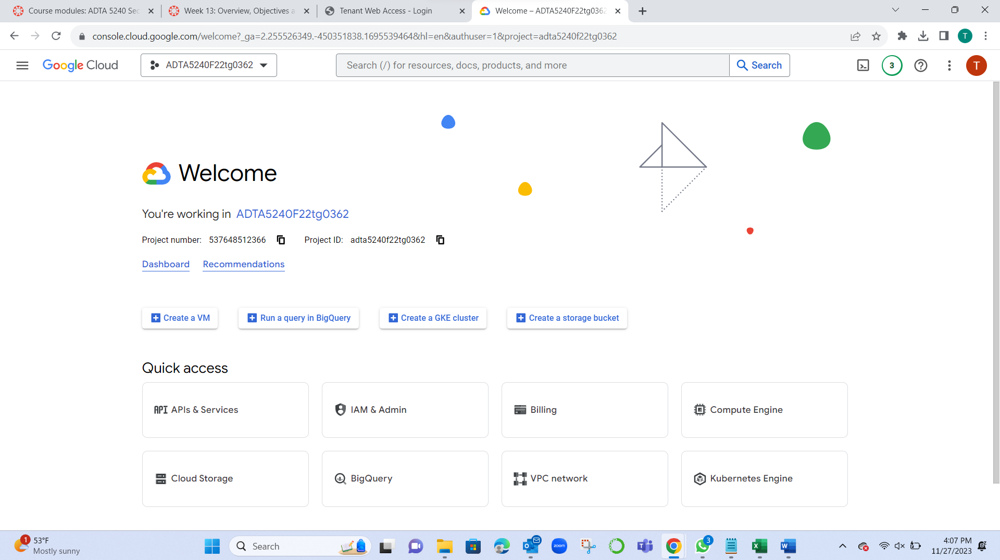 Course modules: ADTA 5240 Sec
Week 13: Overview, Objectives a
Tenant Web Access - Login
Welcome – ADTA5240F22tg0362
console.cloud.google.com/welcome?_ga=2.255526349.-450351838.1695539464&hl=en&authuser=1&project=adta5240f22tg0362
T
Google Cloud
ADTA5240F22tg0362
Search (/) for resources, docs, products, and more
Search
3
T
Welcome
You're working in ADTA5240F22tg0362
Project number: 537648512366
Project ID: adta5240f22tg0362
Dashboard
Recommendations
Create a VM
Run a query in BigQuery
Create a GKE cluster
Create a storage bucket
Quick access
API APIs & Services
IAM & Admin
Billing
Compute Engine
Cloud Storage
BigQuery
VPC network
Kubernetes Engine
1
53°F
Mostly sunny
Search
zoom
3
4:07 PM
11/27/2023